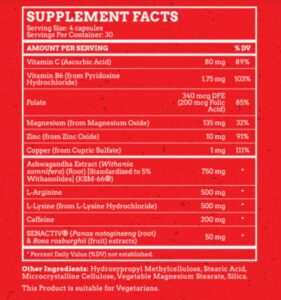 SUPPLEMENT FACTS
Serving Size: 4 capsules
Servings Per Container: 30
AMOUNT PER SERVING % DV
Vitamin C (Ascorbic Acid) 80 mg 89%
Vitamin B6 (from Pyridoxine
Hydrochloride) 1.75 mg 103%
Folate 340 mcg DFE
(200 mcg Folic
Acid) 85%
Magnesium (from Magnesium Oxide) 135 mg 32%
Zinc (from Zinc Oxide) 10 mg 91%
Copper (from Cupric Sulfate) 1 mg 111%
Ashwagandha Extract (Withania
somnifera) (Root) [Standardized to 5%
Withanolides] (KSM-66®) 750 mg *
L-Arginine 500 mg *
L-Lysine (from L-Lysine Hydrochloride) 500 mg *
Caffeine 200 mg *
SENACTIV® (Panax notoginseng (root)
& Rosa roxburghii (fruit) extracts) 50 mg *
* Percent Daily Value (%DV) not established.
Other Ingredients: Hydroxypropyl Methylcellulose, Stearic Acid,
Microcrystalline Cellulose, Vegetable Magnesium Stearate, Silica.
This Product is suitable for Vegetarians.